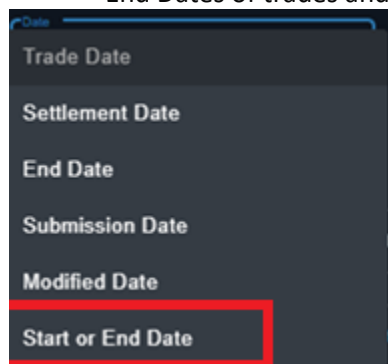 End Dates of trades and
Date
Trade Date
Settlement Date
End Date
Submission Date
Modified Date
Start or End Date